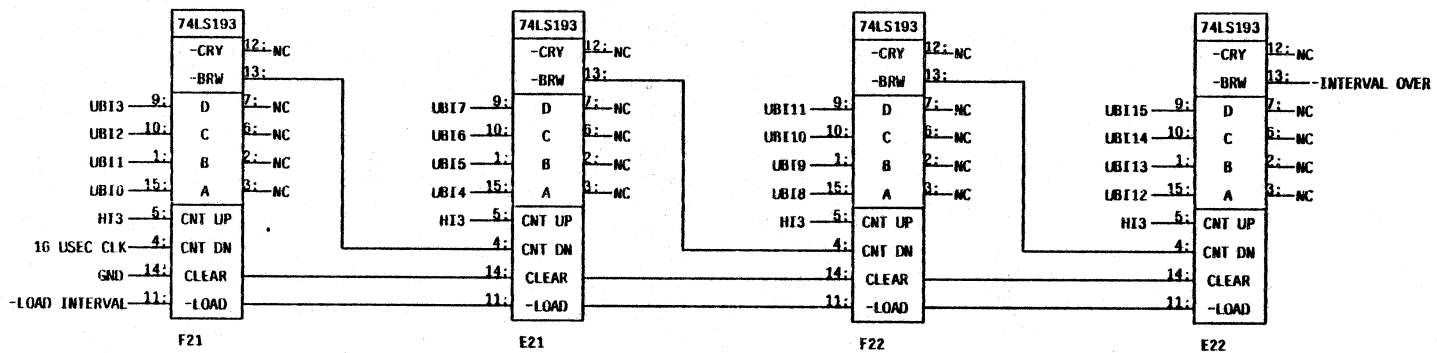 74LS193
-CRY 12: NC
-BRW 13:
UBI3 9: D 7: NC
UBI2 10: C 6: NC
UBI1 1: B 2: NC
UBI0 15: A 3: NC
HI3 5: CNT UP
16 USEC CLK 4: CNT DN
GND 14: CLEAR
-LOAD INTERVAL 11: -LOAD
F21
74LS193
-CRY 12: NC
-BRW 13:
UBI7 9: D 7: NC
UBI6 10: C 6: NC
UBI5 1: B 2: NC
UBI4 15: A 3: NC
HI3 5: CNT UP
4: CNT DN
14: CLEAR
11: -LOAD
E21
74LS193
-CRY 12: NC
-BRW 13:
UBI11 9: D 7: NC
UBI10 10: C 6: NC
UBI9 1: B 2: NC
UBI8 15: A 3: NC
HI3 5: CNT UP
4: CNT DN
14: CLEAR
11: -LOAD
F22
74LS193
-CRY 12: NC
-BRW 13: -INTERVAL OVER
UBI15 9: D 7: NC
UBI14 10: C 6: NC
UBI13 1: B 2: NC
UBI12 15: A 3: NC
HI3 5: CNT UP
4: CNT DN
14: CLEAR
11: -LOAD
E22